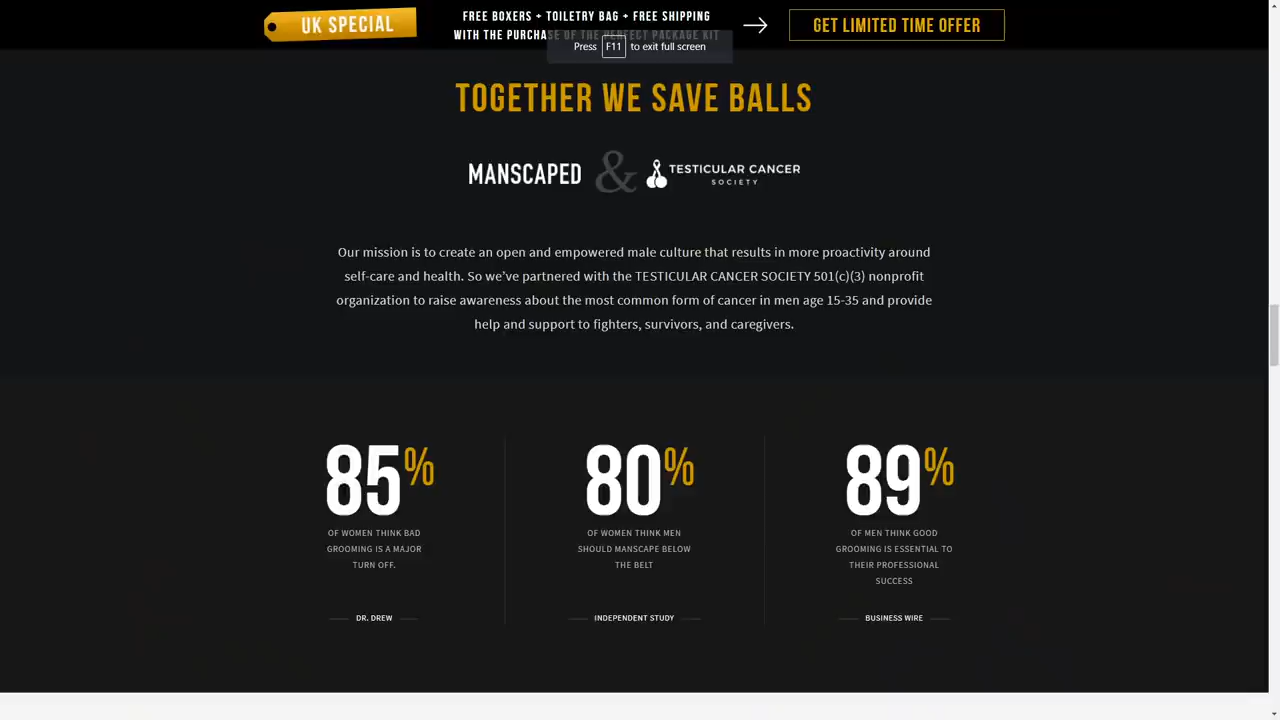 UK SPECIAL
FREE BOXERS + TOILETRY BAG + FREE SHIPPING
WITH THE PURCHASE OF THE PERFECT PACKAGE KIT
GET LIMITED TIME OFFER
Press F11 to exit full screen
TOGETHER WE SAVE BALLS
MANSCAPED & TESTICULAR CANCER
SOCIETY
Our mission is to create an open and empowered male culture that results in more proactivity around
self-care and health. So we've partnered with the TESTICULAR CANCER SOCIETY 501(c)(3) nonprofit
organization to raise awareness about the most common form of cancer in men age 15-35 and provide
help and support to fighters, survivors, and caregivers.
85%
OF WOMEN THINK BAD
GROOMING IS A MAJOR
TURN OFF.
DR. DREW
80%
OF WOMEN THINK MEN
SHOULD MANSCAPE BELOW
THE BELT
INDEPENDENT STUDY
89%
OF MEN THINK GOOD
GROOMING IS ESSENTIAL TO
THEIR PROFESSIONAL
SUCCESS
BUSINESS WIRE